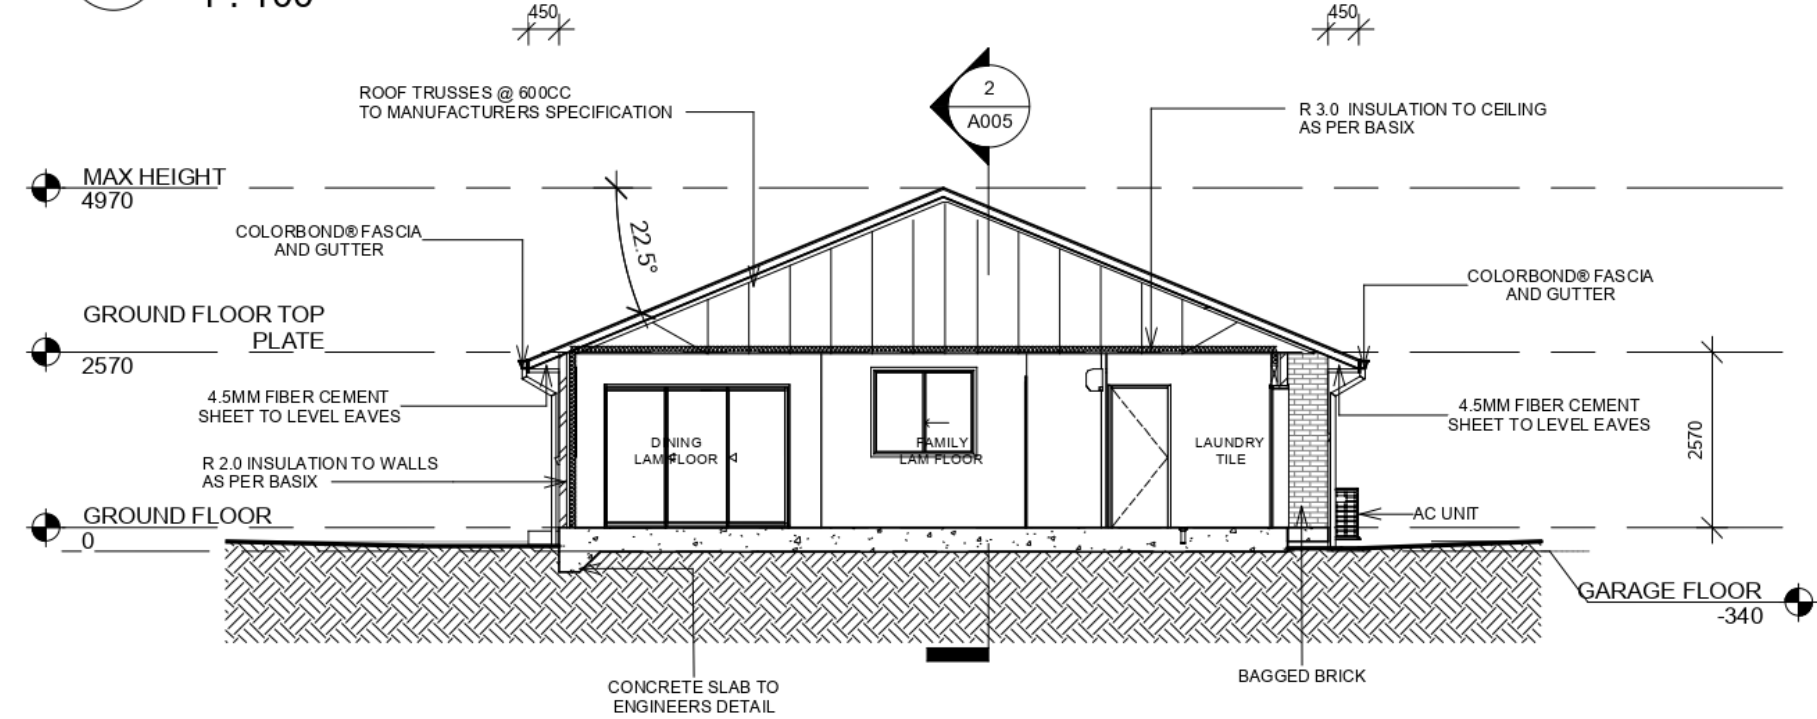 1 : 100
450
450
ROOF TRUSSES @ 600CC
TO MANUFACTURERS SPECIFICATION
2
A005
R 3.0 INSULATION TO CEILING
AS PER BASIX
MAX HEIGHT
4970
22.5°
COLORBOND® FASCIA
AND GUTTER
COLORBOND® FASCIA
AND GUTTER
GROUND FLOOR TOP
PLATE
2570
4.5MM FIBER CEMENT
SHEET TO LEVEL EAVES
4.5MM FIBER CEMENT
SHEET TO LEVEL EAVES
2570
DINING
LAM FLOOR
FAMILY
LAM FLOOR
LAUNDRY
TILE
R 2.0 INSULATION TO WALLS
AS PER BASIX
GROUND FLOOR
0
AC UNIT
GARAGE FLOOR
-340
BAGGED BRICK
CONCRETE SLAB TO
ENGINEERS DETAIL